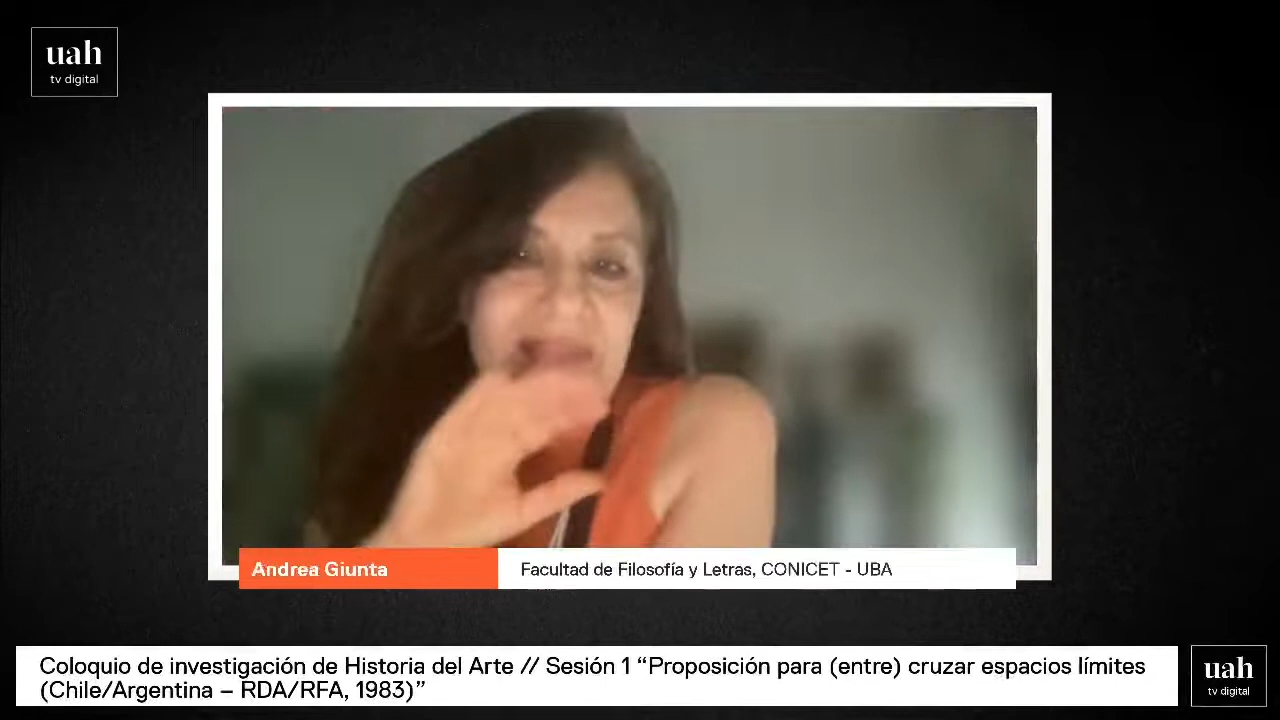 uah
tv digital
Andrea Giunta
Facultad de Filosofía y Letras, CONICET - UBA
Coloquio de investigación de Historia del Arte // Sesión 1 “Proposición para (entre) cruzar espacios límites
(Chile/Argentina – RDA/RFA, 1983)”
uah
tv digital